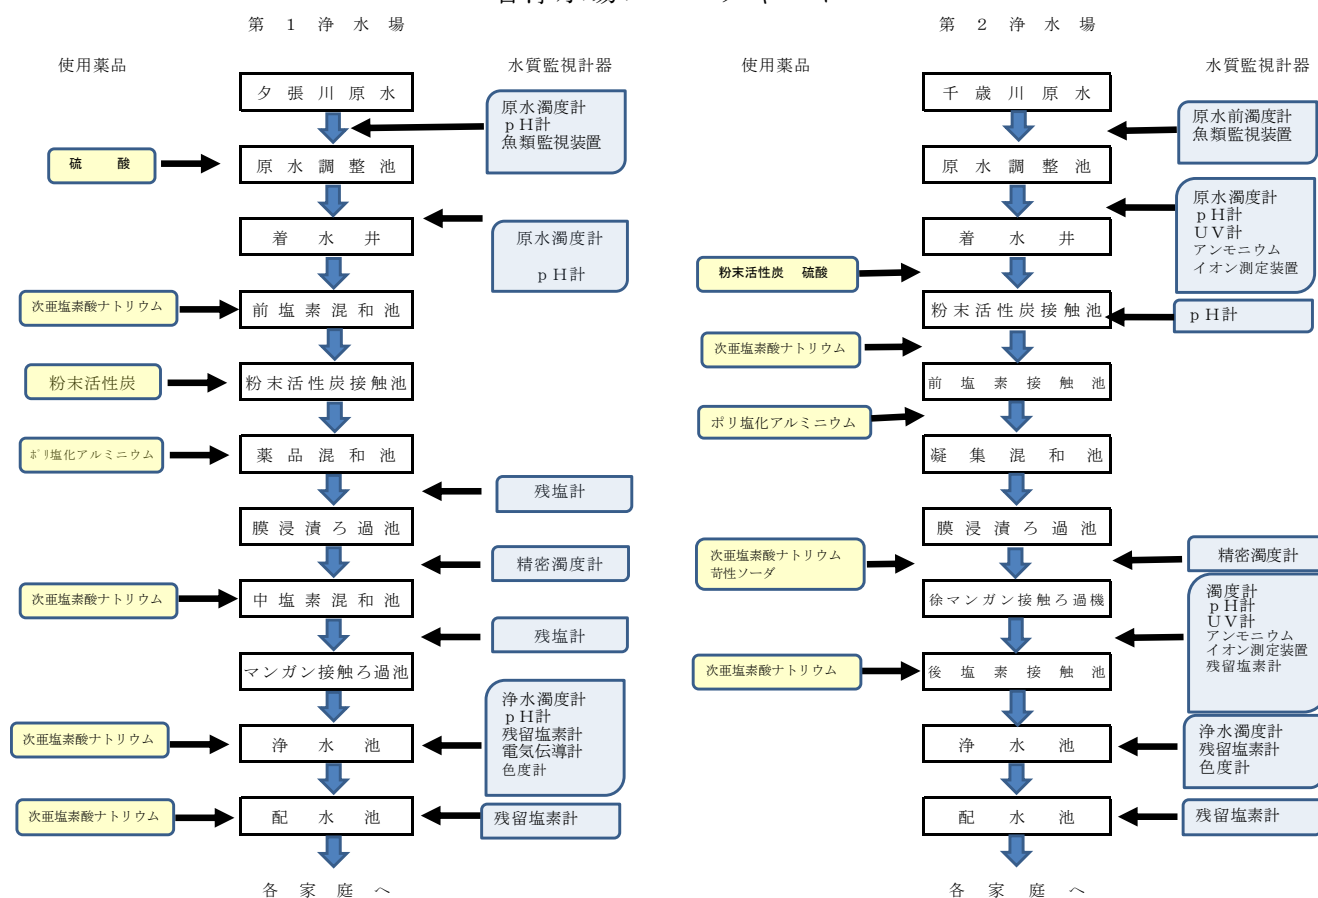 第１浄水場
使用薬品
水質監視計器
夕張川原水
原水濁度計
ｐＨ計
魚類監視装置
硫酸
原水調整池
着水井
原水濁度計
ｐＨ計
次亜塩素酸ナトリウム
前塩素混和池
粉末活性炭
粉末活性炭接触池
ポリ塩化アルミニウム
薬品混和池
残塩計
膜浸漬ろ過池
精密濁度計
次亜塩素酸ナトリウム
中塩素混和池
残塩計
マンガン接触ろ過池
浄水濁度計
ｐＨ計
残留塩素計
電気伝導計
色度計
次亜塩素酸ナトリウム
浄水池
次亜塩素酸ナトリウム
配水池
残留塩素計
各家庭へ
第２浄水場
使用薬品
水質監視計器
千歳川原水
原水前濁度計
魚類監視装置
原水調整池
原水濁度計
ｐＨ計
ＵＶ計
アンモニウム
イオン測定装置
着水井
粉末活性炭　硫酸
粉末活性炭接触池
ｐＨ計
次亜塩素酸ナトリウム
前塩素接触池
ポリ塩化アルミニウム
凝集混和池
膜浸漬ろ過池
精密濁度計
次亜塩素酸ナトリウム
苛性ソーダ
徐マンガン接触ろ過機
濁度計
ｐＨ計
ＵＶ計
アンモニウム
イオン測定装置
残留塩素計
次亜塩素酸ナトリウム
後塩素接触池
浄水池
浄水濁度計
残留塩素計
色度計
配水池
残留塩素計
各家庭へ